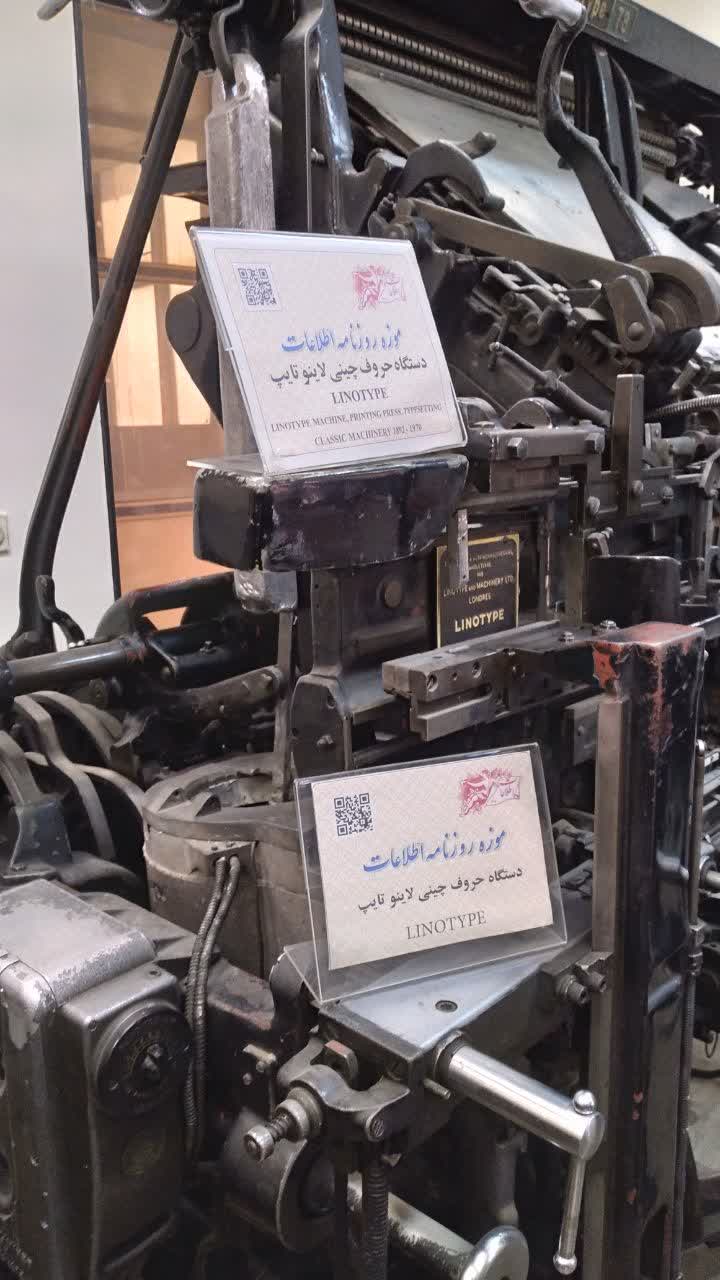 78
موزه روزنامه اطلاعات
دستگاه حروف چینی لاینو تایپ
LINOTYPE
LINOTYPE MACHINE, PRINTING PRESS, TYPESETTING
CLASSIC MACHINERY 1892 - 1970
LINOTYPE AND MACHINERY LTD
LONDRES
LINOTYPE
موزه روزنامه اطلاعات
دستگاه حروف چینی لاینو تایپ
LINOTYPE